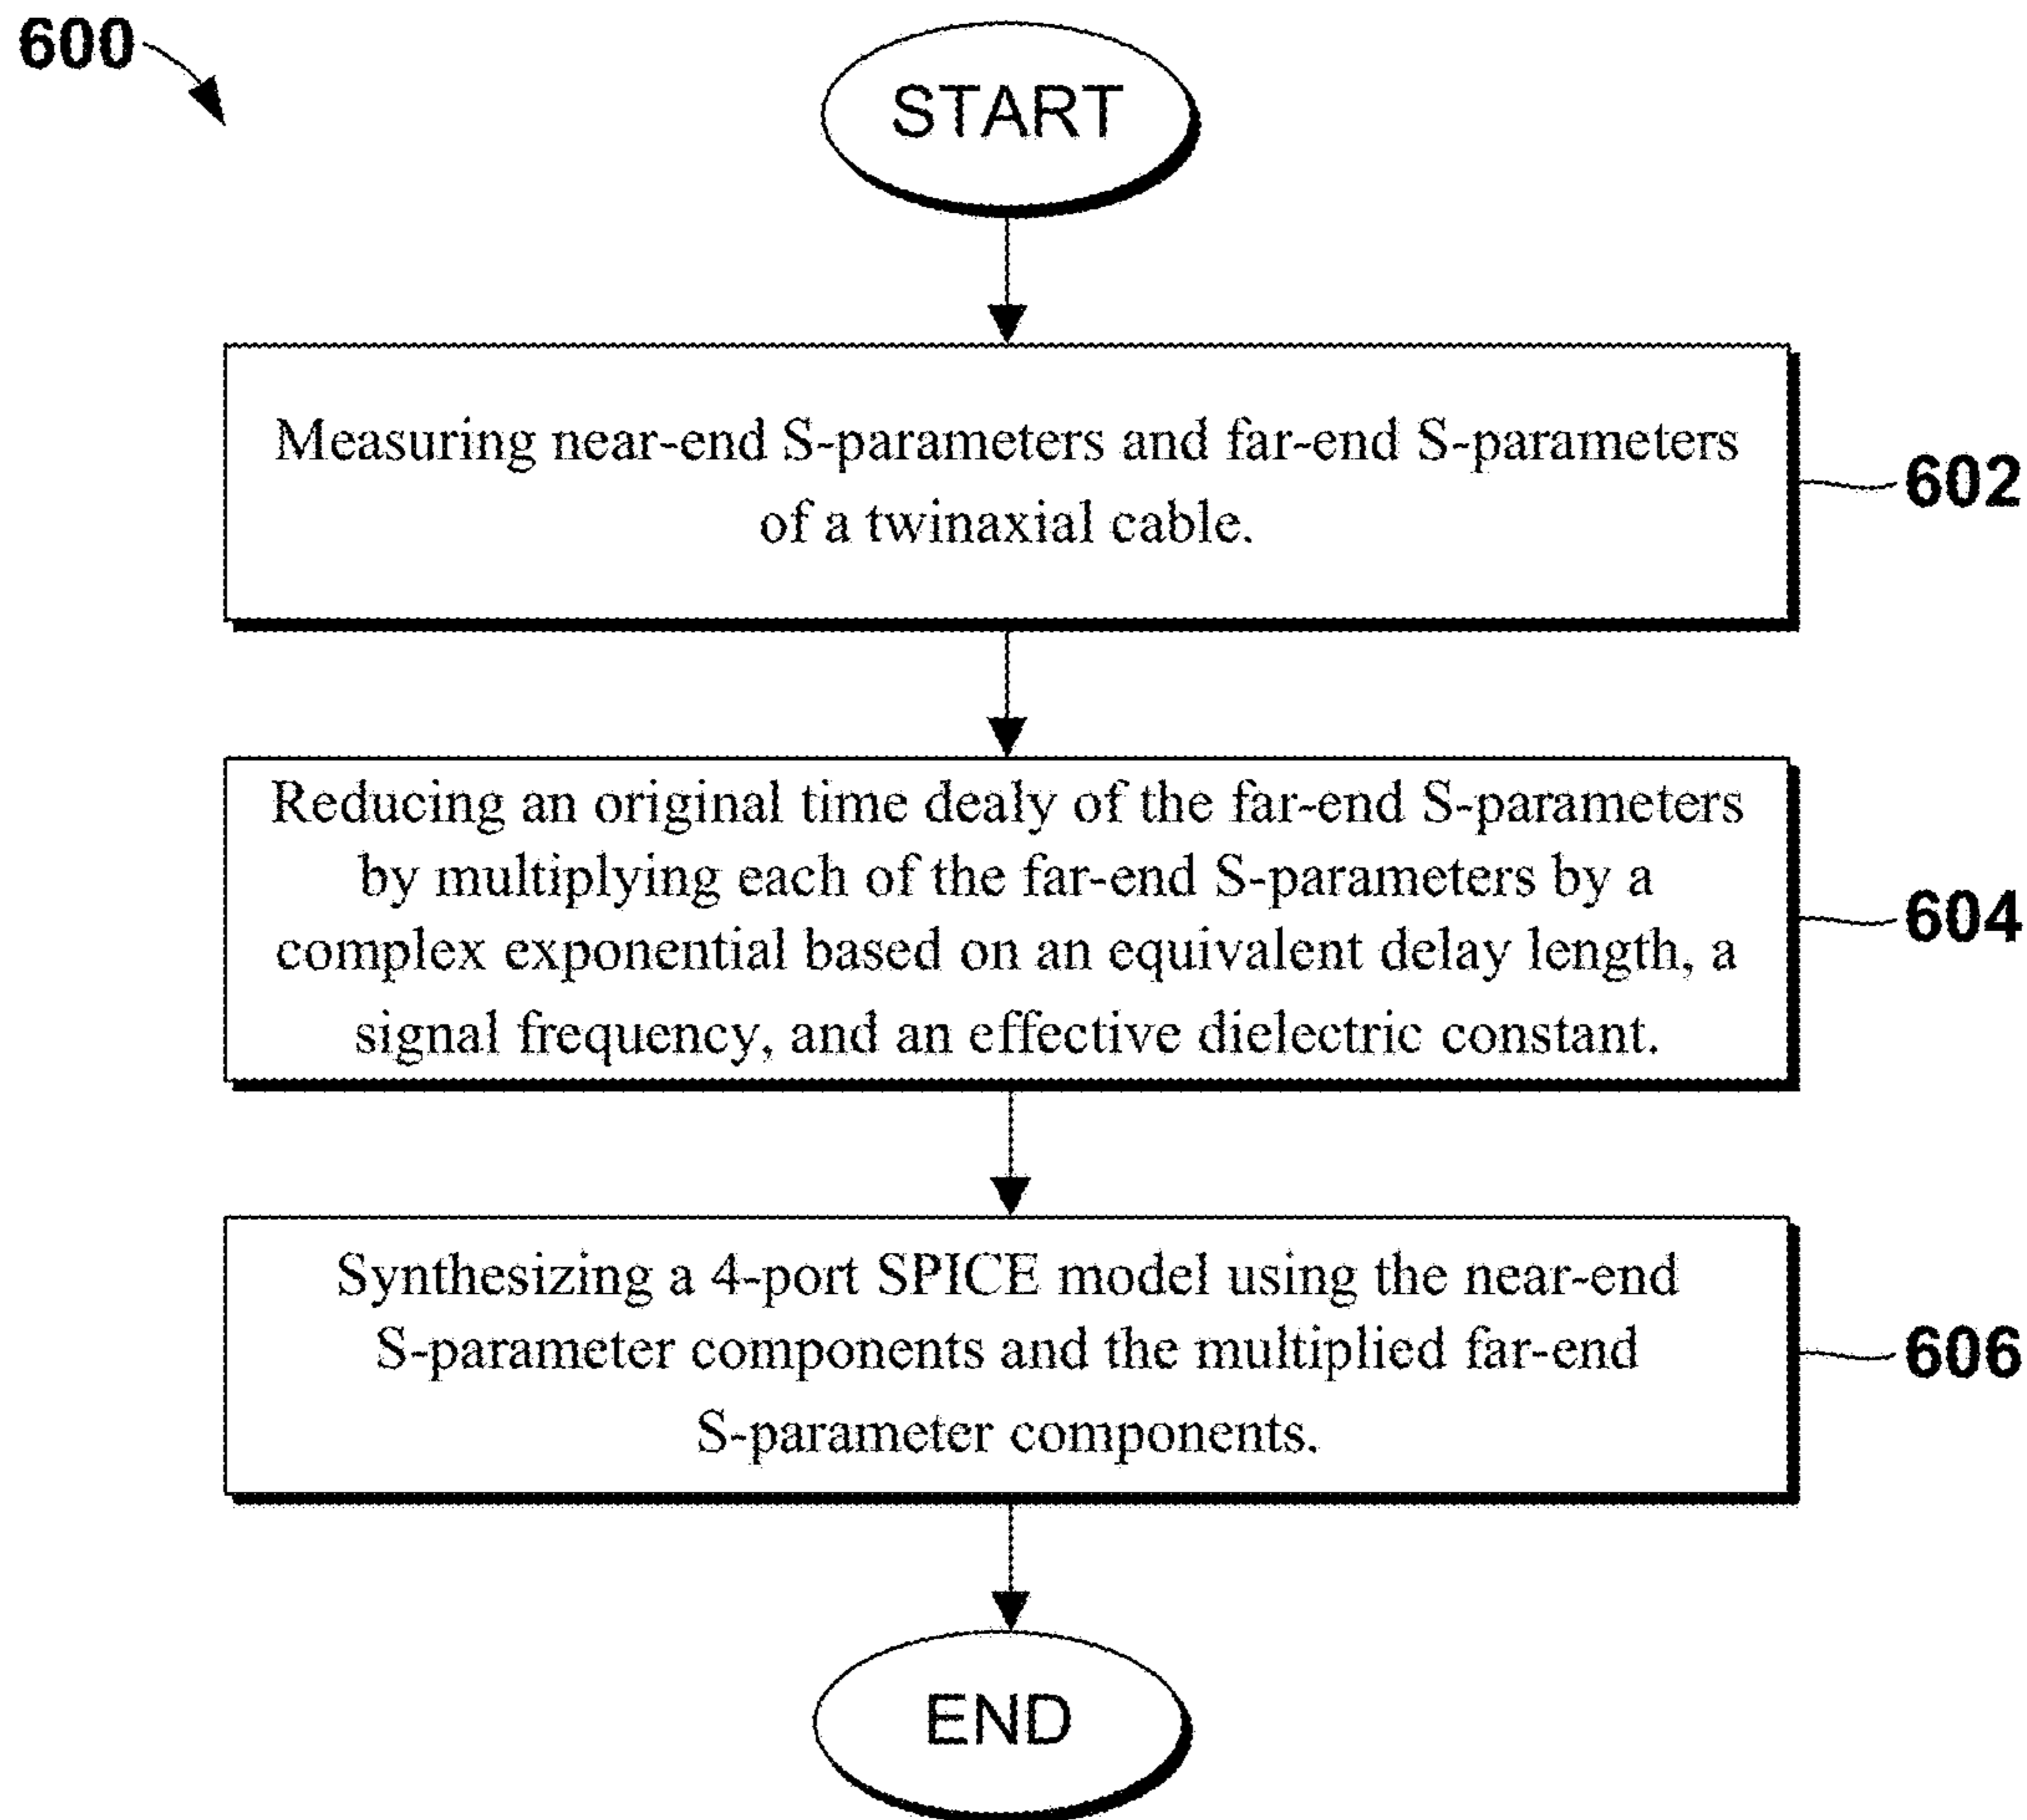 600
START
Measuring near-end S-parameters and far-end S-parameters
of a twinaxial cable.
602
Reducing an original time dealy of the far-end S-parameters
by multiplying each of the far-end S-parameters by a
complex exponential based on an equivalent delay length, a
signal frequency, and an effective dielectric constant.
604
Synthesizing a 4-port SPICE model using the near-end
S-parameter components and the multiplied far-end
S-parameter components.
606
END